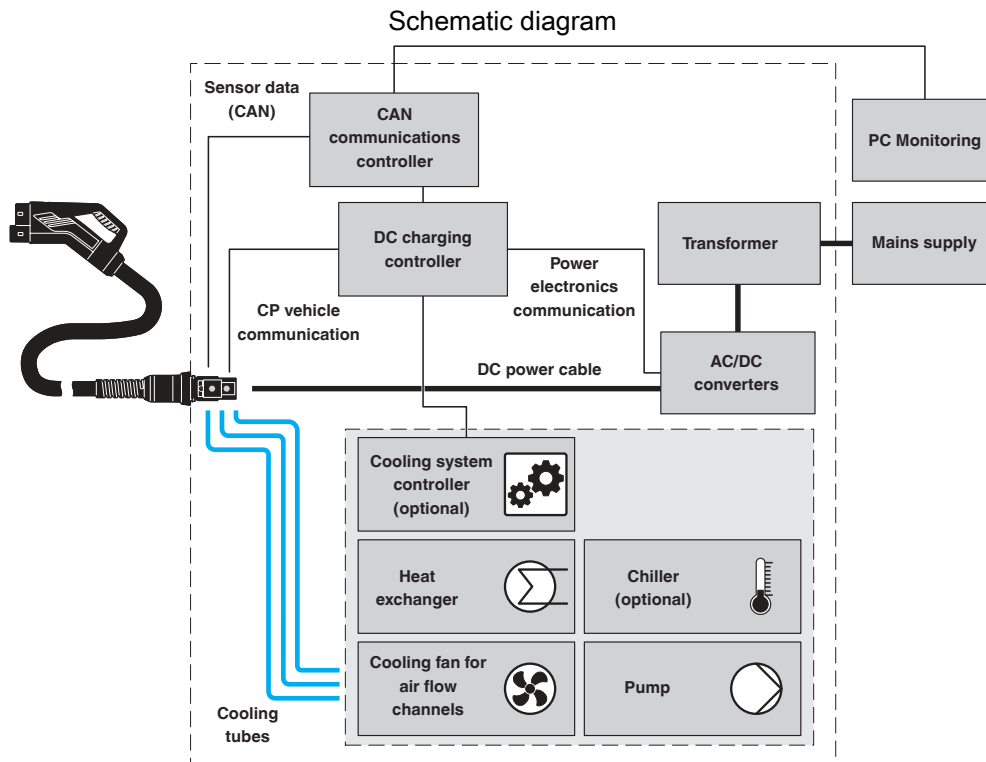 Schematic diagram
Sensor data
(CAN)
CAN
communications
controller
PC Monitoring
DC charging
controller
Transformer
Mains supply
Power
electronics
communication
CP vehicle
communication
DC power cable
AC/DC
converters
Cooling system
controller
(optional)
Heat
exchanger
Chiller
(optional)
Cooling fan for
air flow
channels
Pump
Cooling
tubes